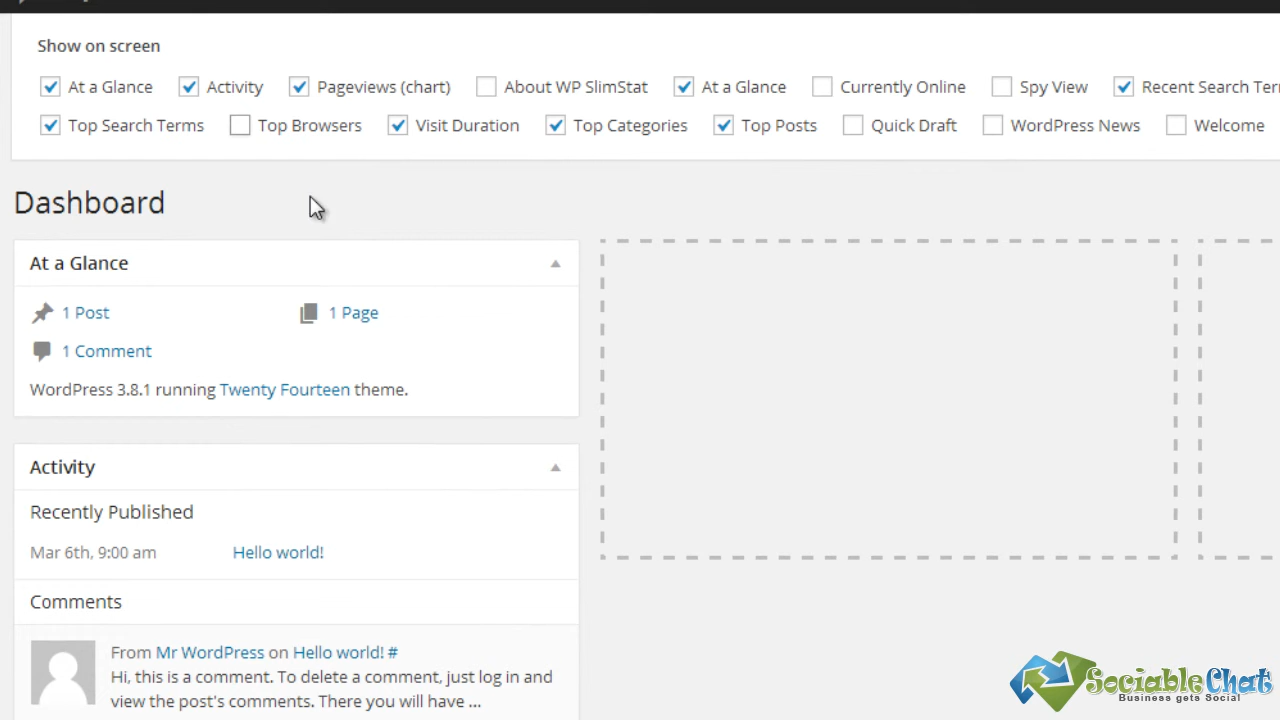 Show on screen
At a Glance Activity Pageviews (chart) About WP SlimStat At a Glance Currently Online Spy View Recent Search Ter
Top Search Terms Top Browsers Visit Duration Top Categories Top Posts Quick Draft WordPress News Welcome
Dashboard
At a Glance
1 Post 1 Page
1 Comment
WordPress 3.8.1 running Twenty Fourteen theme.
Activity
Recently Published
Mar 6th, 9:00 am Hello world!
Comments
From Mr WordPress on Hello world! #
Hi, this is a comment. To delete a comment, just log in and
view the post's comments. There you will have ...
SociableChat
Business gets Social